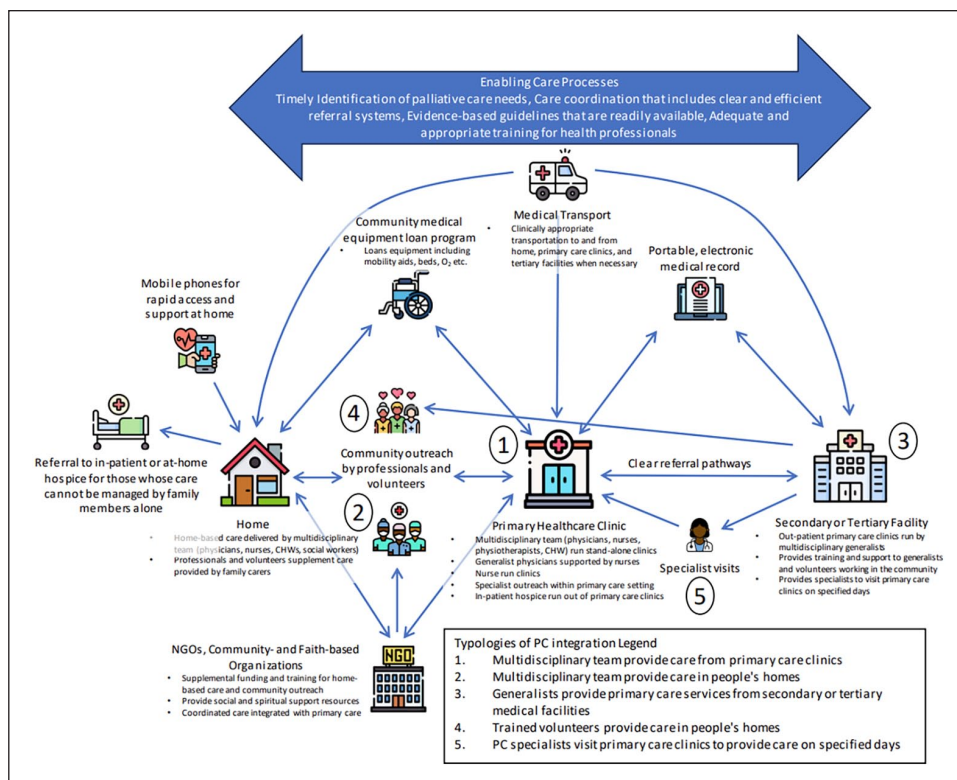 Enabling Care Processes
Timely Identification of palliative care needs, Care coordination that includes clear and efficient
referral systems, Evidence-based guidelines that are readily available, Adequate and
appropriate training for health professionals
Medical Transport
• Clinically appropriate
transportation to and from
home, primary care clinics, and
tertiary facilities when necessary
Community medical
equipment loan program
• Loans equipment including
mobility aids, beds, O₂ etc.
Portable, electronic
medical record
Mobile phones for
rapid access and
support at home
4
1
3
Referral to in-patient or at-home
hospice for those whose care
cannot be managed by family
members alone
Community outreach
by professionals and
volunteers
Clear referral pathways
2
Home
• Home-based care delivered by multidisciplinary
team (physicians, nurses, CHWs, social workers)
• Professionals and volunteers supplement care
provided by family carers
Primary Healthcare Clinic
• Multidisciplinary team (physicians, nurses,
physiotherapists, CHW) run stand-alone clinics
• Generalist physicians supported by nurses
• Nurse run clinics
• Specialist outreach within primary care setting
• In-patient hospice run out of primary care clinics
Specialist visits
5
Secondary or Tertiary Facility
• Out-patient primary care clinics run by
multidisciplinary generalists
• Provides training and support to generalists
and volunteers working in the community
• Provides specialists to visit primary care
clinics on specified days
NGOs, Community- and Faith-based
Organizations
• Supplemental funding and training for home-
based care and community outreach
• Provide social and spiritual support resources
• Coordinated care integrated with primary care
NGO
Typologies of PC integration Legend
1. Multidisciplinary team provide care from primary care clinics
2. Multidisciplinary team provide care in people's homes
3. Generalists provide primary care services from secondary or tertiary
medical facilities
4. Trained volunteers provide care in people's homes
5. PC specialists visit primary care clinics to provide care on specified days